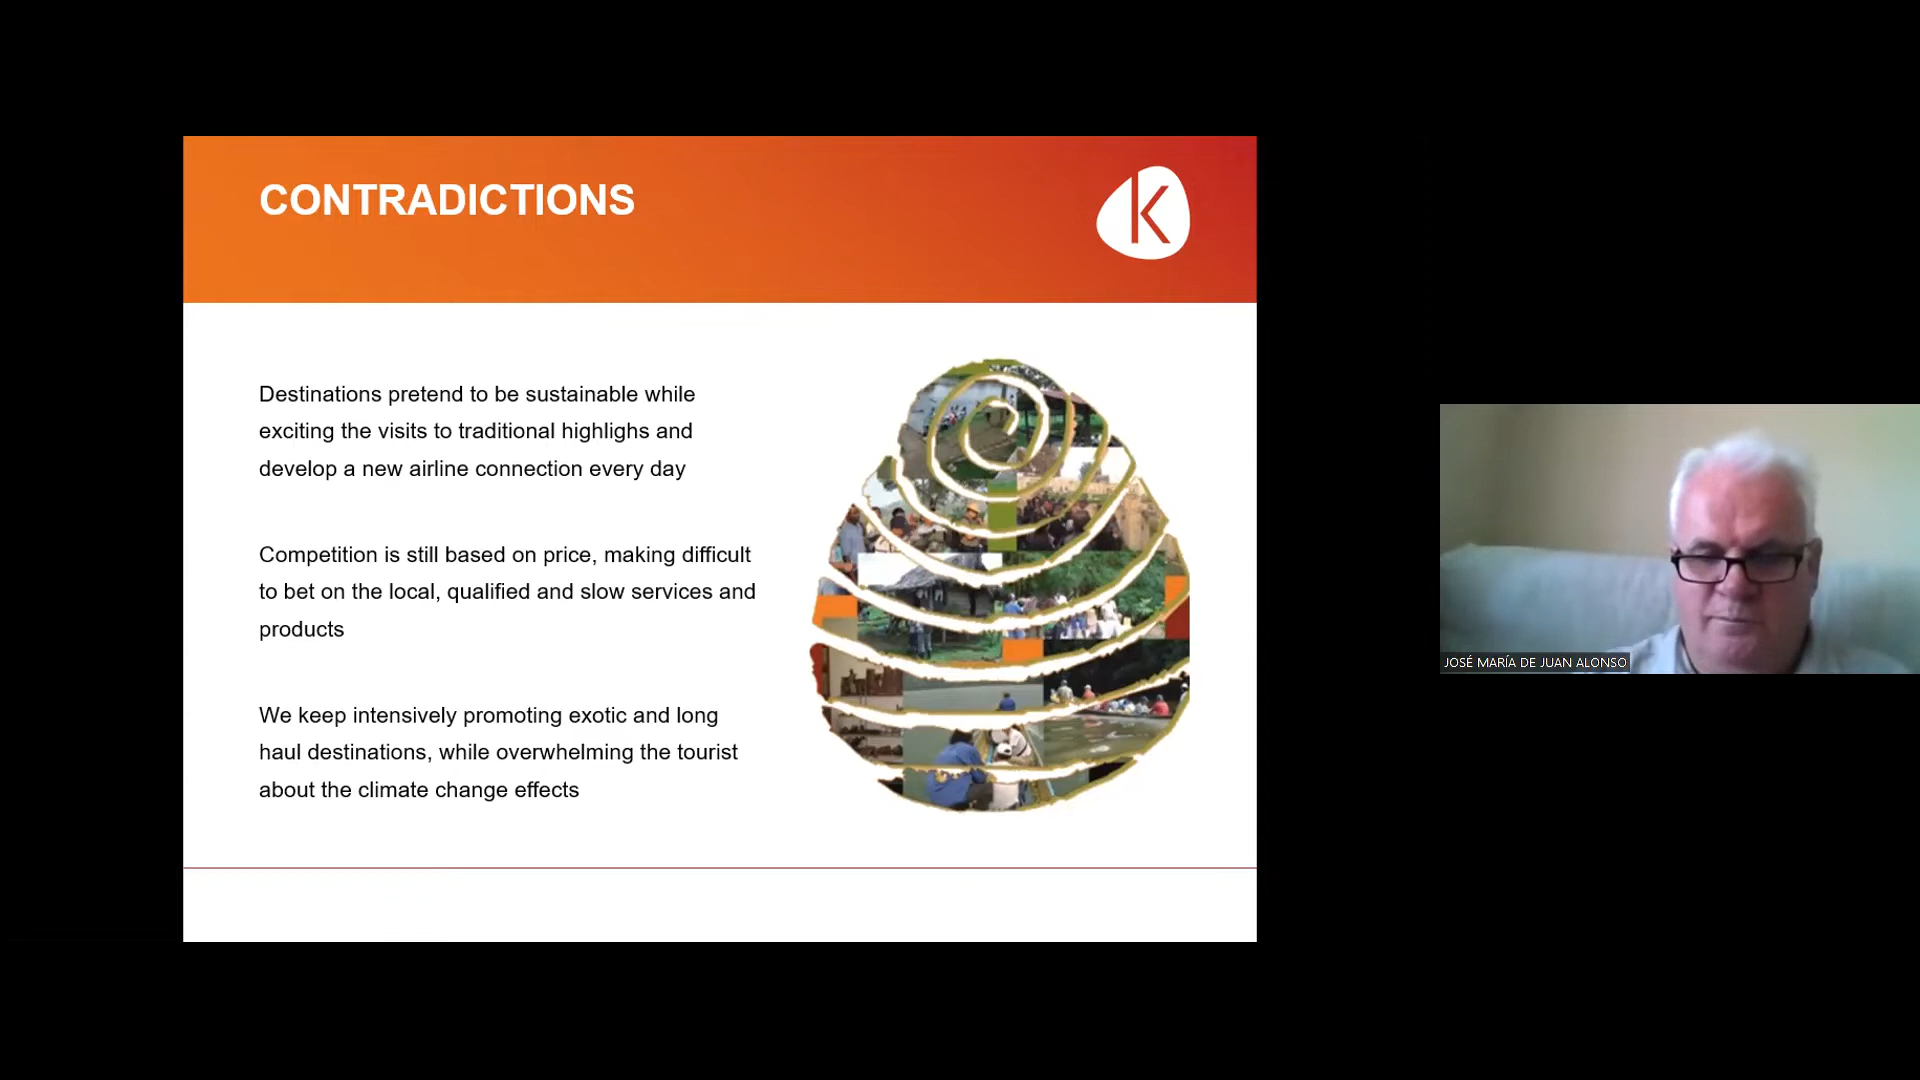 CONTRADICTIONS
K
Destinations pretend to be sustainable while
exciting the visits to traditional highlighs and
develop a new airline connection every day
Competition is still based on price, making difficult
to bet on the local, qualified and slow services and
products
We keep intensively promoting exotic and long
haul destinations, while overwhelming the tourist
about the climate change effects
JOSÉ MARÍA DE JUAN ALONSO